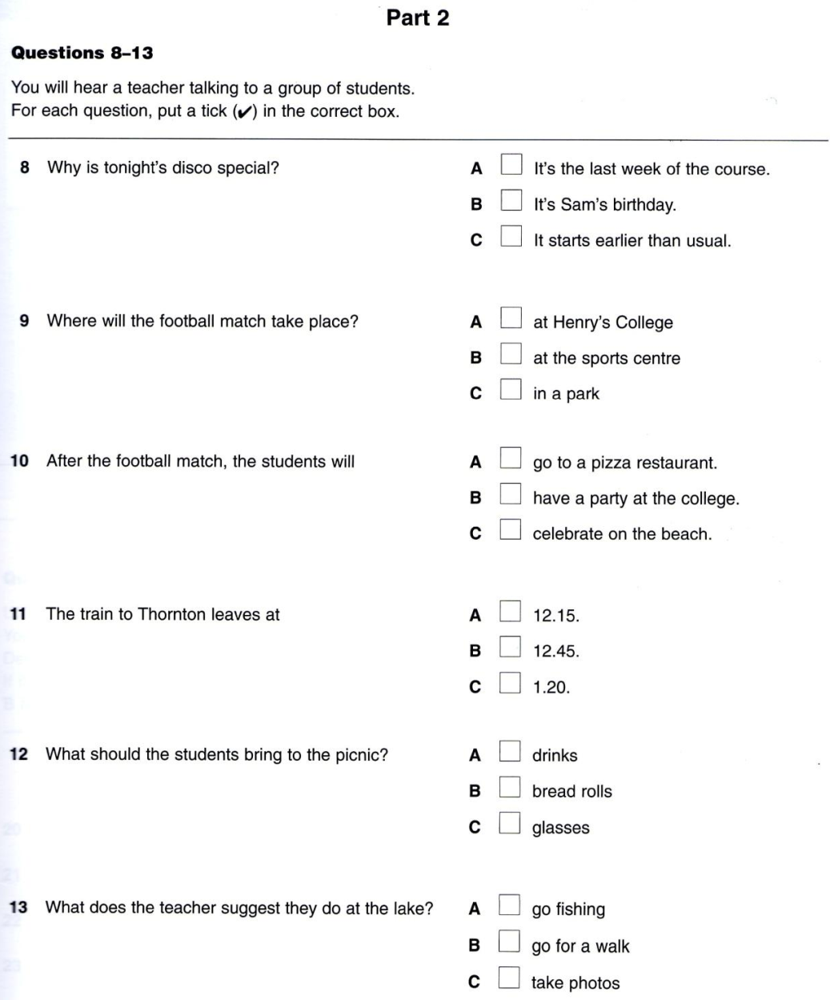 Part 2
Questions 8–13
You will hear a teacher talking to a group of students.
For each question, put a tick (✔) in the correct box.
8 Why is tonight's disco special?
A It's the last week of the course.
B It's Sam's birthday.
C It starts earlier than usual.
9 Where will the football match take place?
A at Henry's College
B at the sports centre
C in a park
10 After the football match, the students will
A go to a pizza restaurant.
B have a party at the college.
C celebrate on the beach.
11 The train to Thornton leaves at
A 12.15.
B 12.45.
C 1.20.
12 What should the students bring to the picnic?
A drinks
B bread rolls
C glasses
13 What does the teacher suggest they do at the lake?
A go fishing
B go for a walk
C take photos